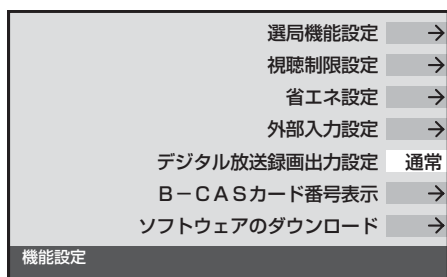 選局機能設定 →
視聴制限設定 →
省エネ設定 →
外部入力設定 →
デジタル放送録画出力設定 通常
B－CASカード番号表示 →
ソフトウェアのダウンロード →
機能設定